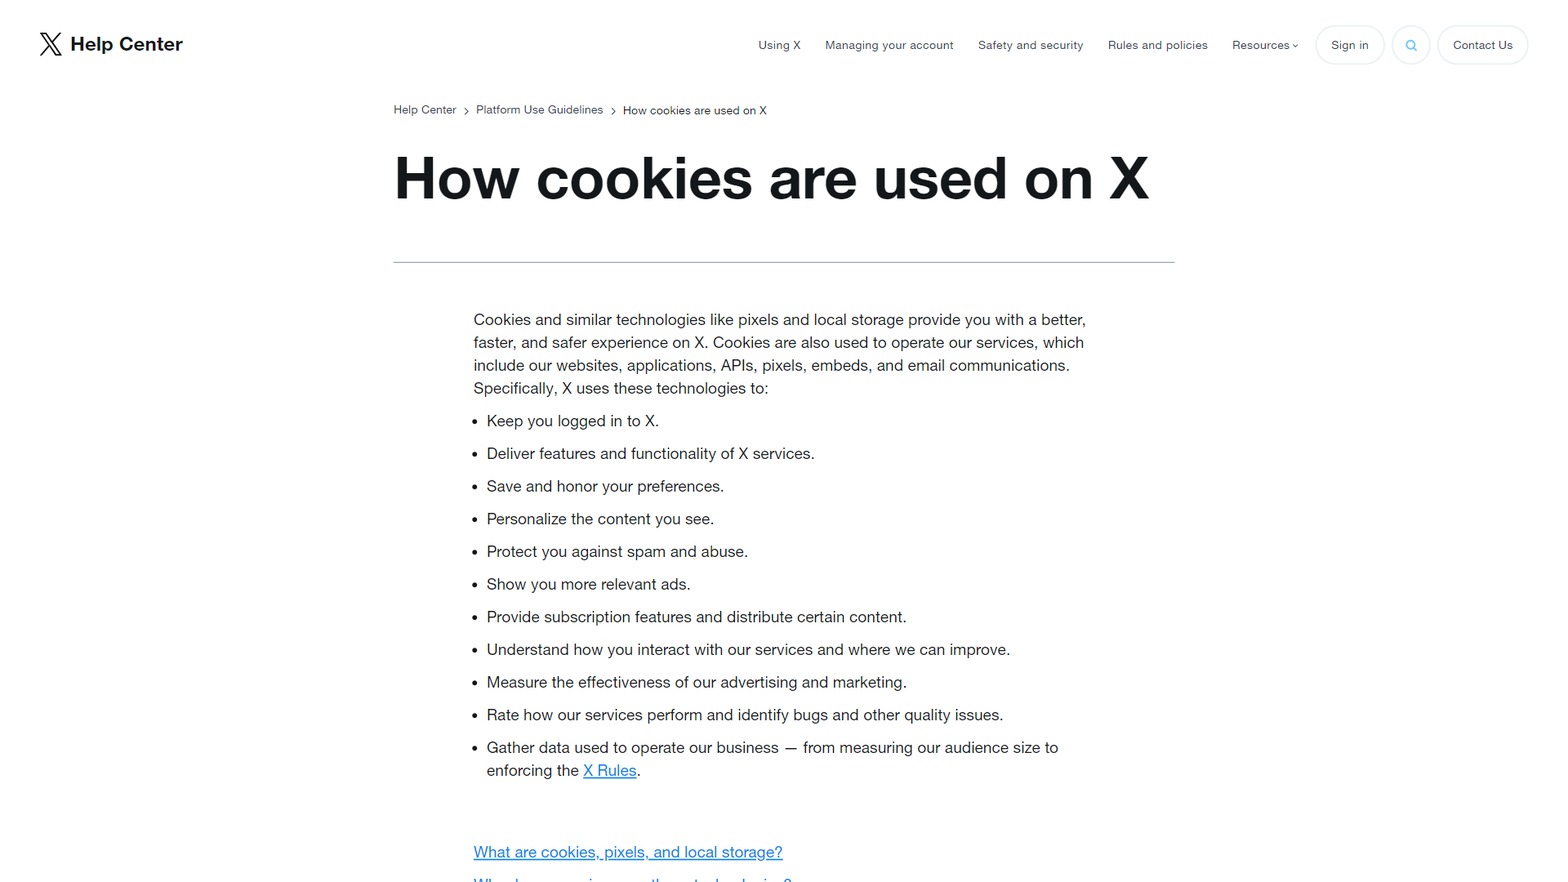 X Help Center
Using X
Managing your account
Safety and security
Rules and policies
Resources
Sign in
Contact Us
Help Center > Platform Use Guidelines > How cookies are used on X
How cookies are used on X
Cookies and similar technologies like pixels and local storage provide you with a better,
faster, and safer experience on X. Cookies are also used to operate our services, which
include our websites, applications, APIs, pixels, embeds, and email communications.
Specifically, X uses these technologies to:
• Keep you logged in to X.
• Deliver features and functionality of X services.
• Save and honor your preferences.
• Personalize the content you see.
• Protect you against spam and abuse.
• Show you more relevant ads.
• Provide subscription features and distribute certain content.
• Understand how you interact with our services and where we can improve.
• Measure the effectiveness of our advertising and marketing.
• Rate how our services perform and identify bugs and other quality issues.
• Gather data used to operate our business — from measuring our audience size to
enforcing the X Rules.
What are cookies, pixels, and local storage?